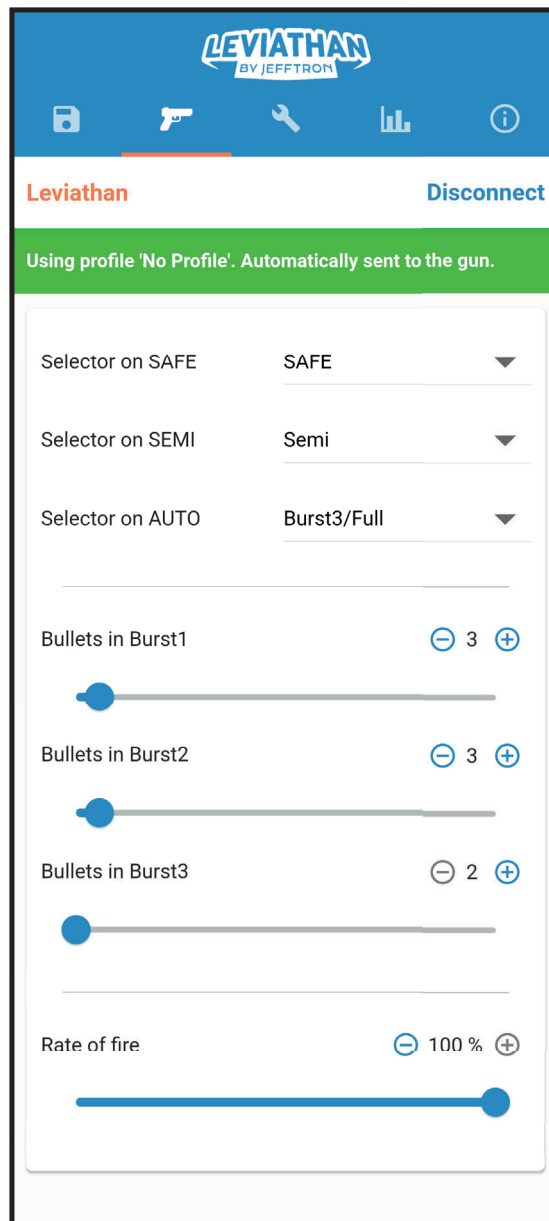 LEVIATHAN
BY JEFFTRON
Leviathan Disconnect
Using profile 'No Profile'. Automatically sent to the gun.
Selector on SAFE SAFE
Selector on SEMI Semi
Selector on AUTO Burst3/Full
Bullets in Burst1 3
Bullets in Burst2 3
Bullets in Burst3 2
Rate of fire 100 %